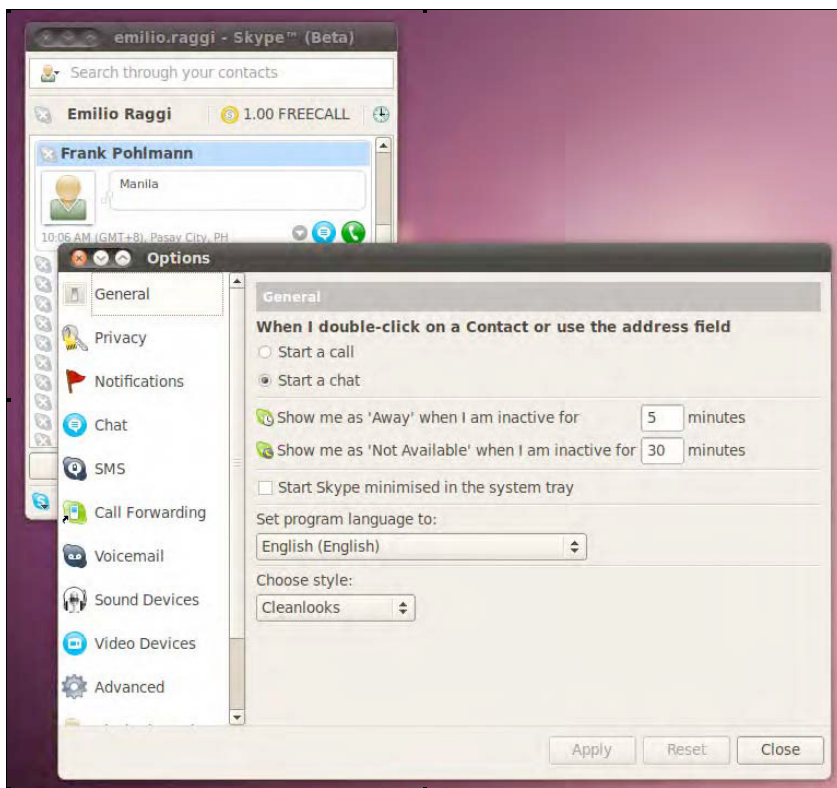 emilio.raggi - Skype™ (Beta)
Search through your contacts
Emilio Raggi 1.00 FREECALL
Frank Pohlmann
Manila
10:06 AM (GMT+8), Pasay City, PH
Options
General
Privacy
Notifications
Chat
SMS
Call Forwarding
Voicemail
Sound Devices
Video Devices
Advanced
General
When I double-click on a Contact or use the address field
Start a call
Start a chat
Show me as 'Away' when I am inactive for 5 minutes
Show me as 'Not Available' when I am inactive for 30 minutes
Start Skype minimised in the system tray
Set program language to:
English (English)
Choose style:
Cleanlooks
Apply Reset Close